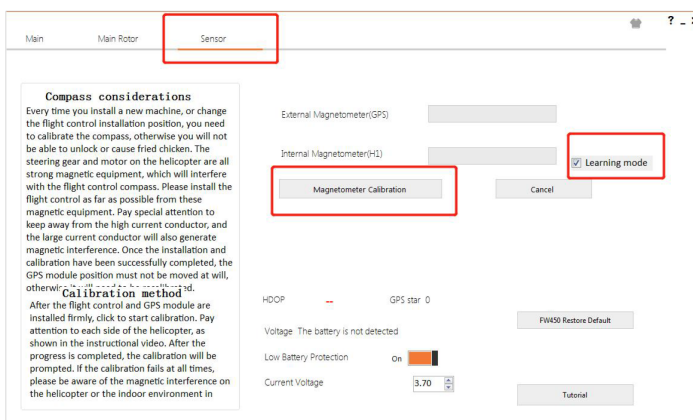 ? _
Main Main Rotor Sensor
Compass considerations
Every time you install a new machine, or change
the flight control installation position, you need
to calibrate the compass, otherwise you will not
be able to unlock or cause fried chicken. The
steering gear and motor on the helicopter are all
strong magnetic equipment, which will interfere
with the flight control compass. Please install the
flight control as far as possible from these
magnetic equipment. Pay special attention to
keep away from the high current conductor, and
the large current conductor will also generate
magnetic interference. Once the installation and
calibration have been successfully completed, the
GPS module position must not be moved at will,
Calibration method
After the flight control and GPS module are
installed firmly, click to start calibration. Pay
attention to each side of the helicopter, as
shown in the instructional video. After the
progress is completed, the calibration will be
prompted. If the calibration fails at all times,
please be aware of the magnetic interference on
the helicopter or the indoor environment in
External Magnetometer(GPS)
Internal Magnetometer(H1)
Learning mode
Magnetometer Calibration Cancel
HDOP -- GPS star 0
FW450 Restore Default
Voltage The battery is not detected
Low Battery Protection On
Current Voltage 3.70
Tutorial